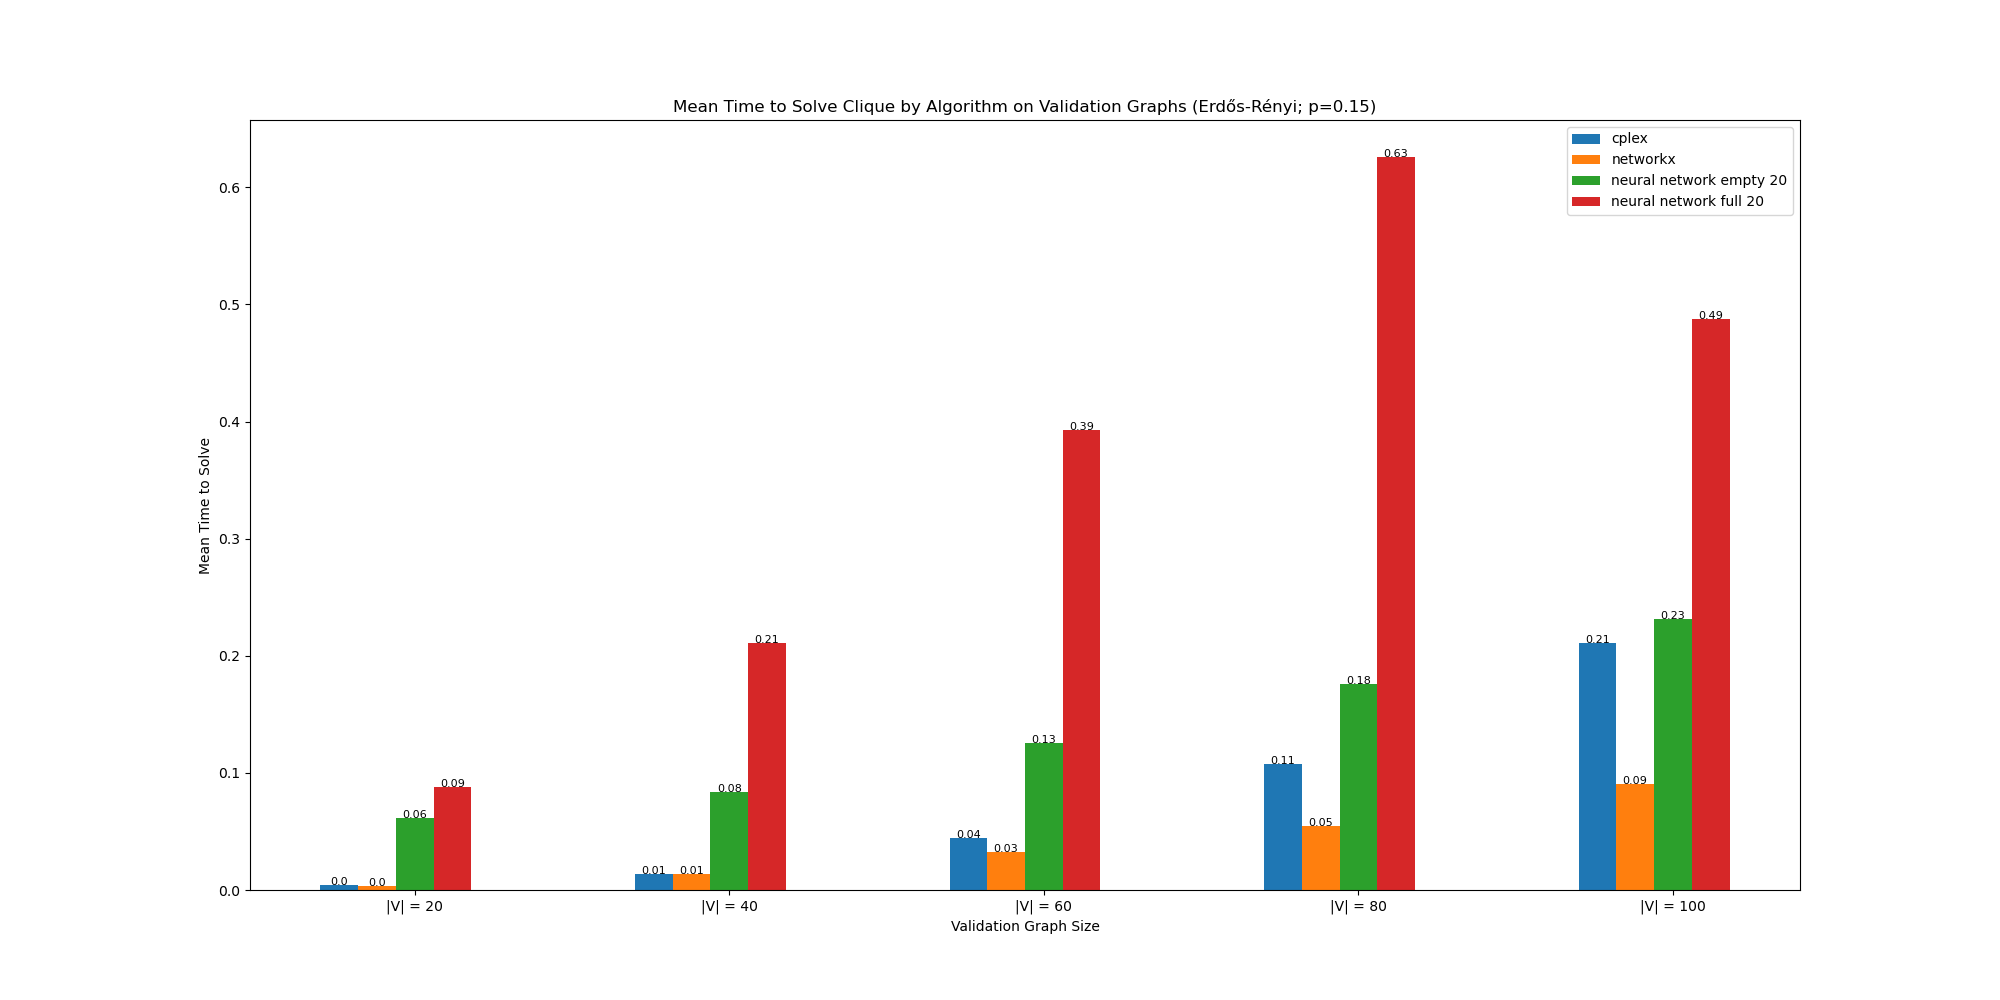 Mean Time to Solve Clique by Algorithm on Validation Graphs (Erdős-Rényi; p=0.15)
cplex
networkx
neural network empty 20
neural network full 20
Mean Time to Solve
0.6
0.5
0.4
0.3
0.2
0.1
0.0
0.0 0.0 0.06 0.09
0.01 0.01 0.08 0.21
0.04 0.03 0.13 0.39
0.11 0.05 0.18 0.63
0.21 0.09 0.23 0.49
|V| = 20 |V| = 40 |V| = 60 |V| = 80 |V| = 100
Validation Graph Size